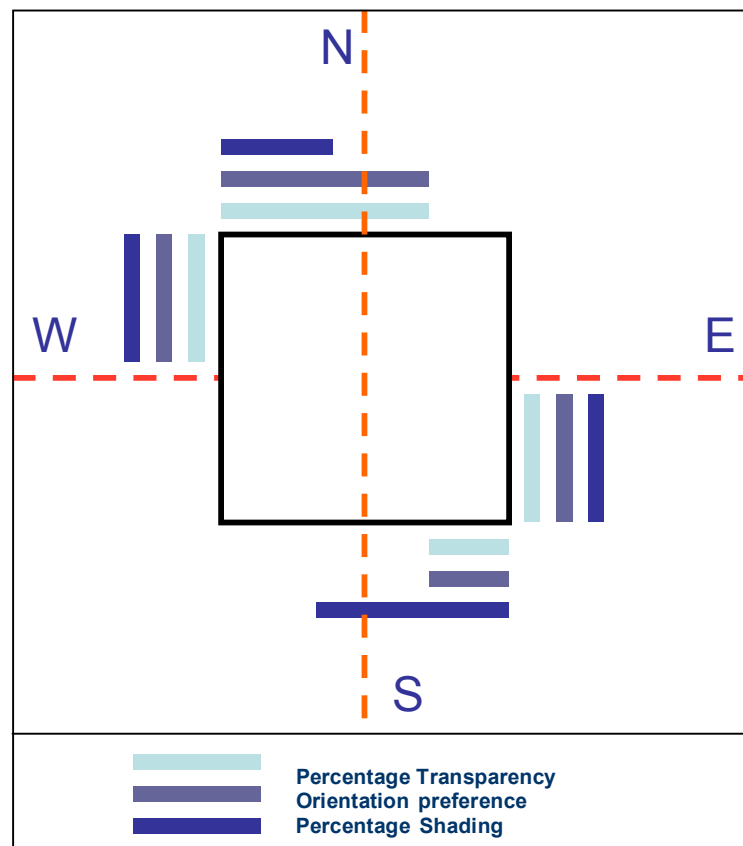 N
W
E
S
Percentage Transparency
Orientation preference
Percentage Shading